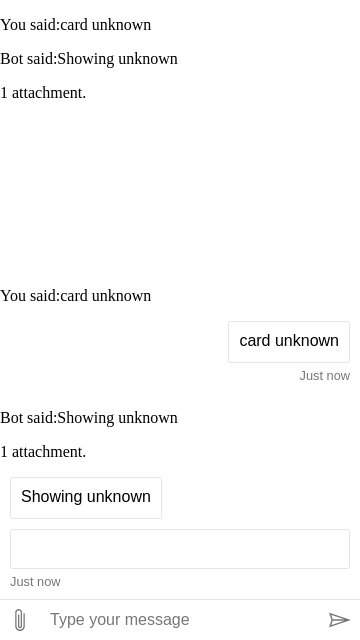 You said:card unknown
Bot said:Showing unknown
1 attachment.
You said:card unknown
card unknown
Just now
Bot said:Showing unknown
1 attachment.
Showing unknown
Just now
Type your message